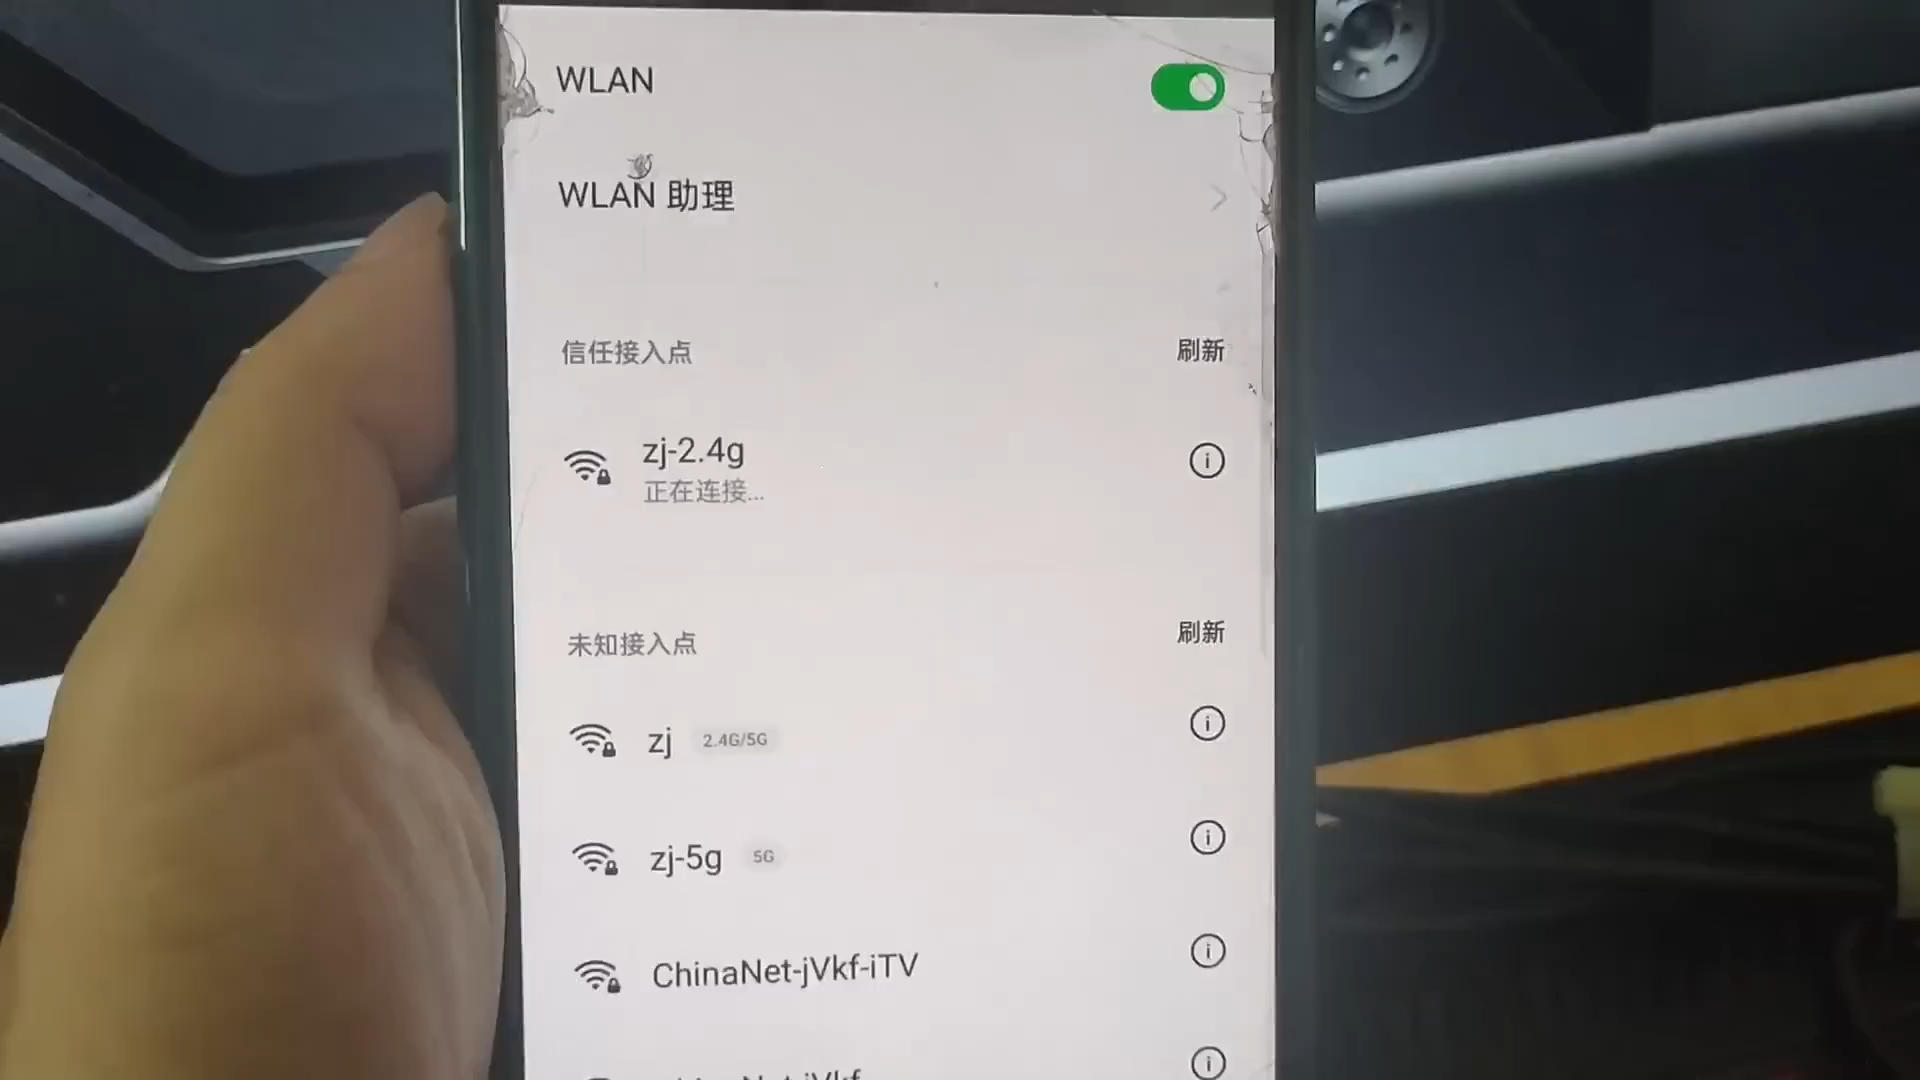 WLAN
WLAN 助理
信任接入点 刷新
zj-2.4g
正在连接...
未知接入点 刷新
zj 2.4G/5G
zj-5g 5G
ChinaNet-jVkf-iTV